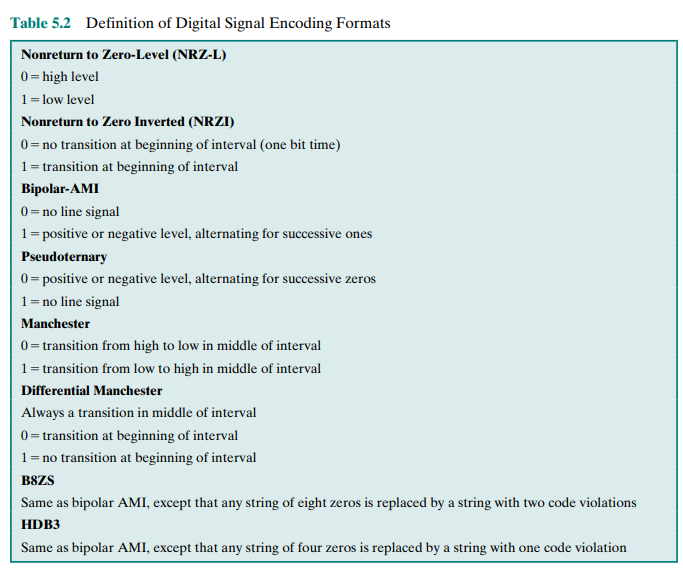 Table 5.2 Definition of Digital Signal Encoding Formats
Nonreturn to Zero-Level (NRZ-L)
0 = high level
1 = low level
Nonreturn to Zero Inverted (NRZI)
0 = no transition at beginning of interval (one bit time)
1 = transition at beginning of interval
Bipolar-AMI
0 = no line signal
1 = positive or negative level, alternating for successive ones
Pseudoternary
0 = positive or negative level, alternating for successive zeros
1 = no line signal
Manchester
0 = transition from high to low in middle of interval
1 = transition from low to high in middle of interval
Differential Manchester
Always a transition in middle of interval
0 = transition at beginning of interval
1 = no transition at beginning of interval
B8ZS
Same as bipolar AMI, except that any string of eight zeros is replaced by a string with two code violations
HDB3
Same as bipolar AMI, except that any string of four zeros is replaced by a string with one code violation